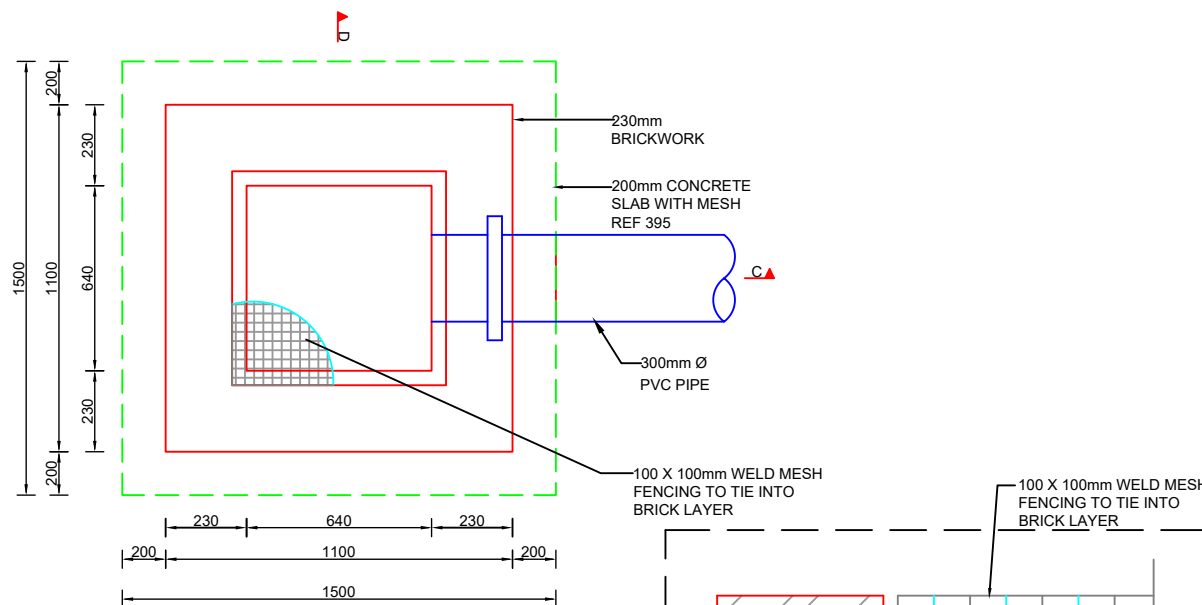 D
230mm
BRICKWORK
200mm CONCRETE
SLAB WITH MESH
REF 395
C
300mm Ø
PVC PIPE
100 X 100mm WELD MESH
FENCING TO TIE INTO
BRICK LAYER
100 X 100mm WELD MESH
FENCING TO TIE INTO
BRICK LAYER
1500
200
1100
200
230
640
230
230
640
230
200
1100
200
1500